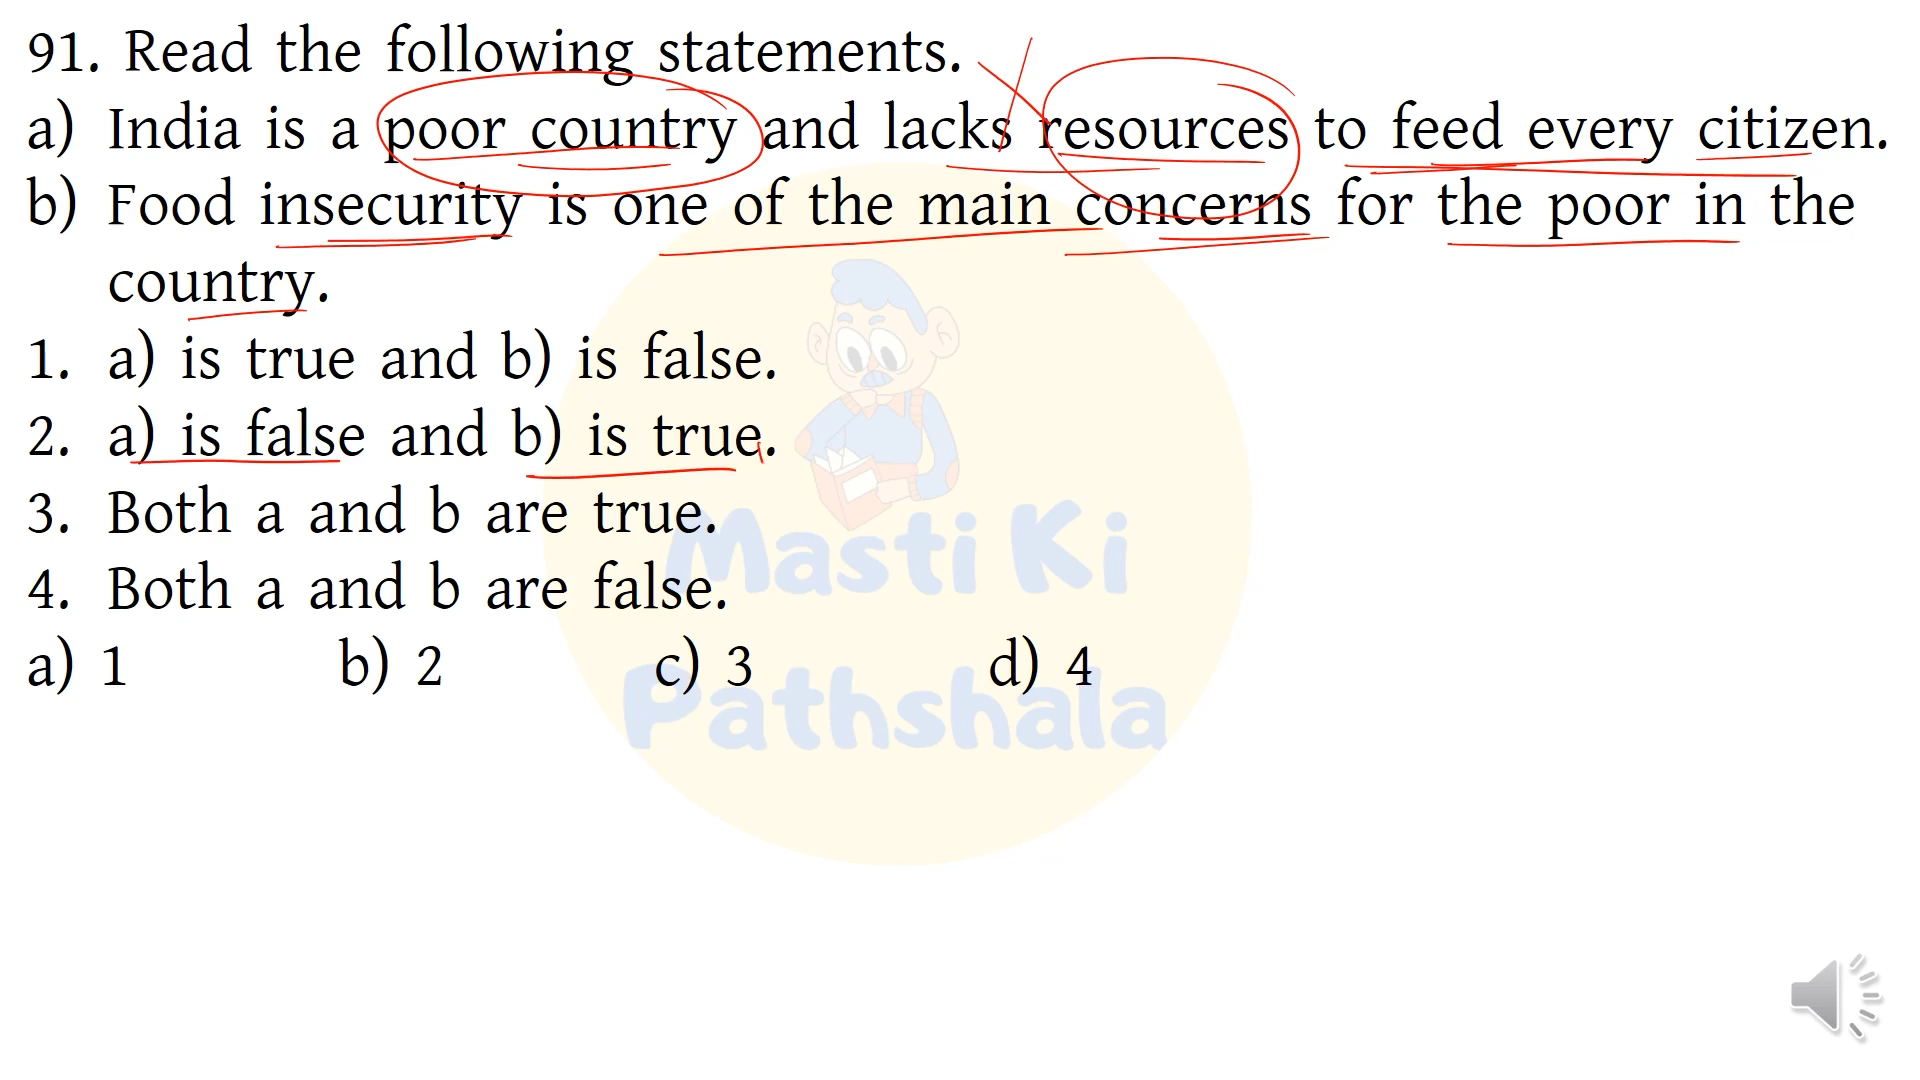 91. Read the following statements.
a) India is a poor country and lacks resources to feed every citizen.
b) Food insecurity is one of the main concerns for the poor in the
country.
1. a) is true and b) is false.
2. a) is false and b) is true.
3. Both a and b are true.
4. Both a and b are false.
a) 1 b) 2 c) 3 d) 4
Masti Ki
Pathshala